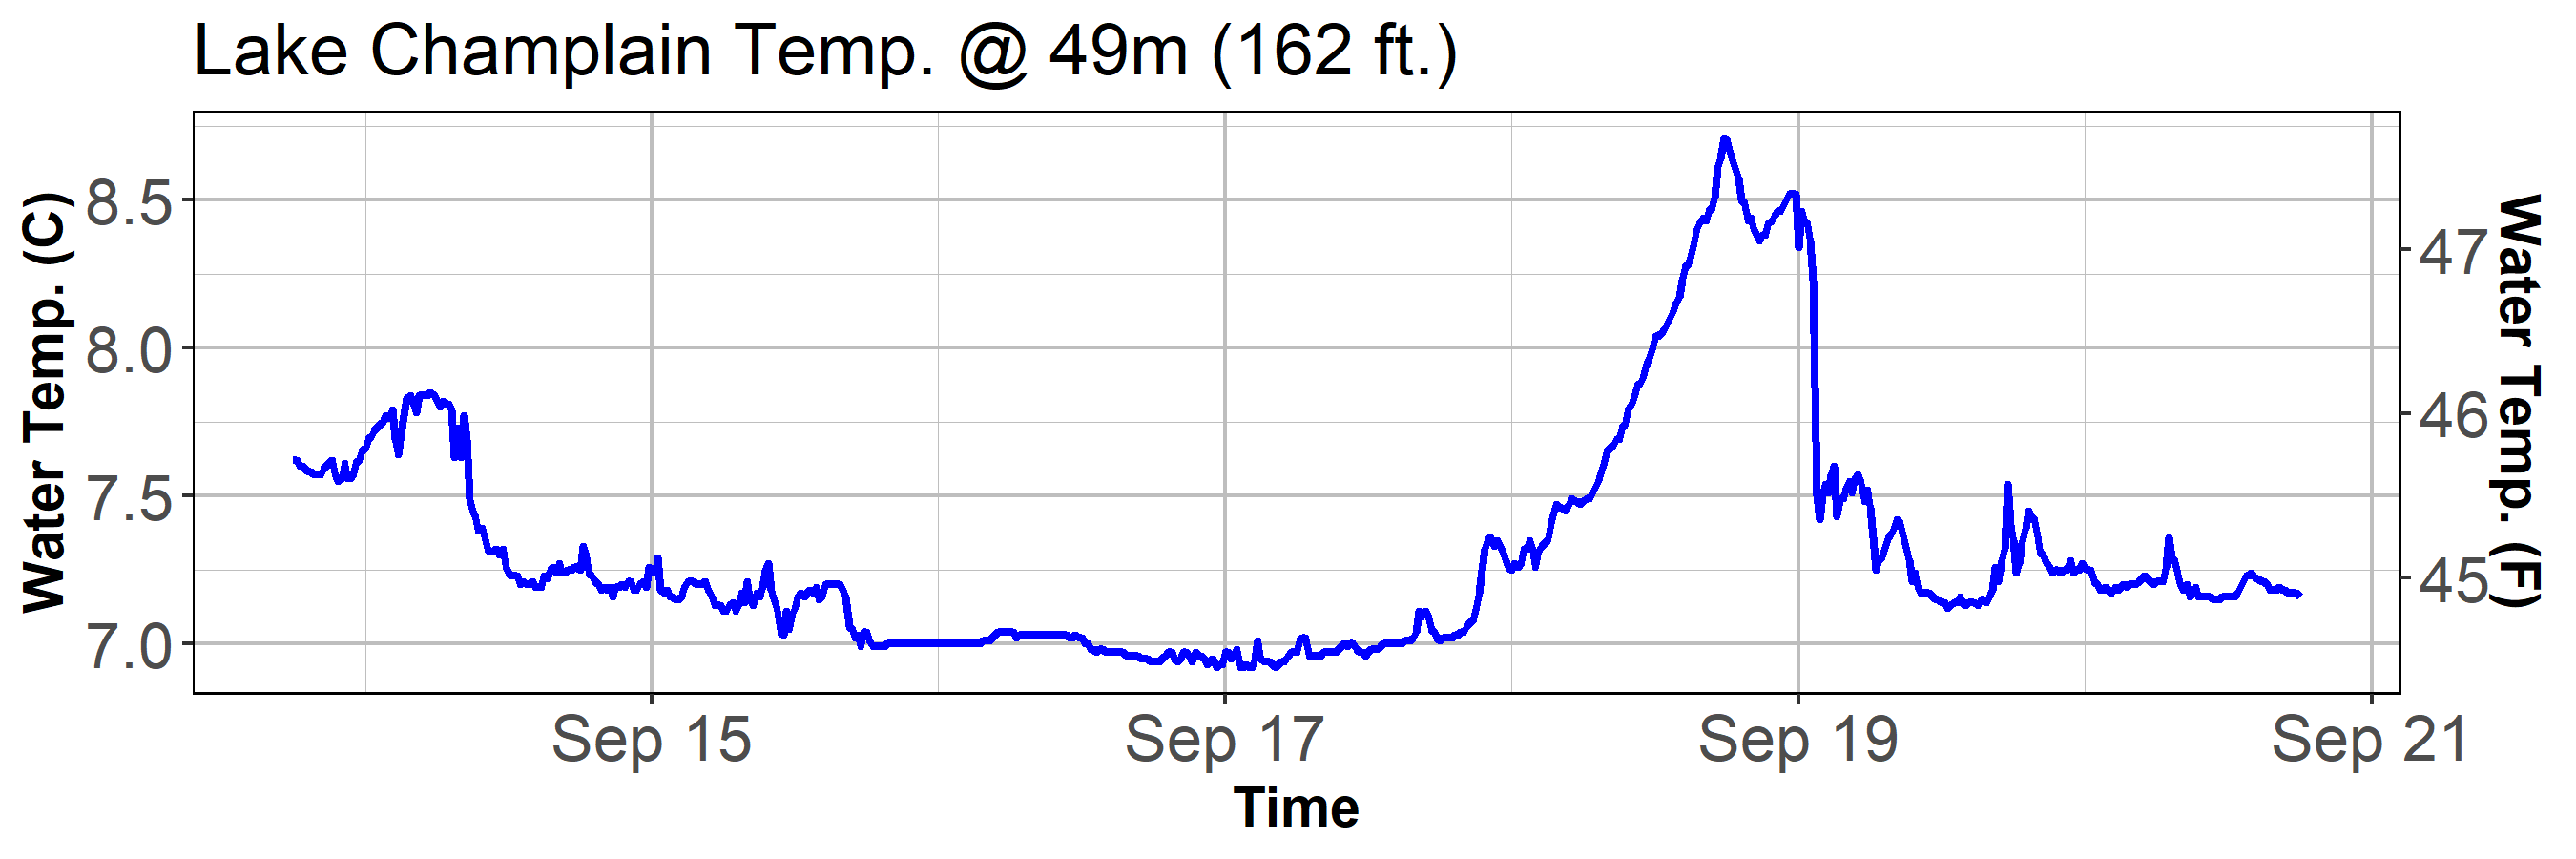 Lake Champlain Temp. @ 49m (162 ft.)
Water Temp. (C)
8.5
8.0
7.5
7.0
47
46
45
Water Temp. (F)
Sep 15 Sep 17 Sep 19 Sep 21
Time